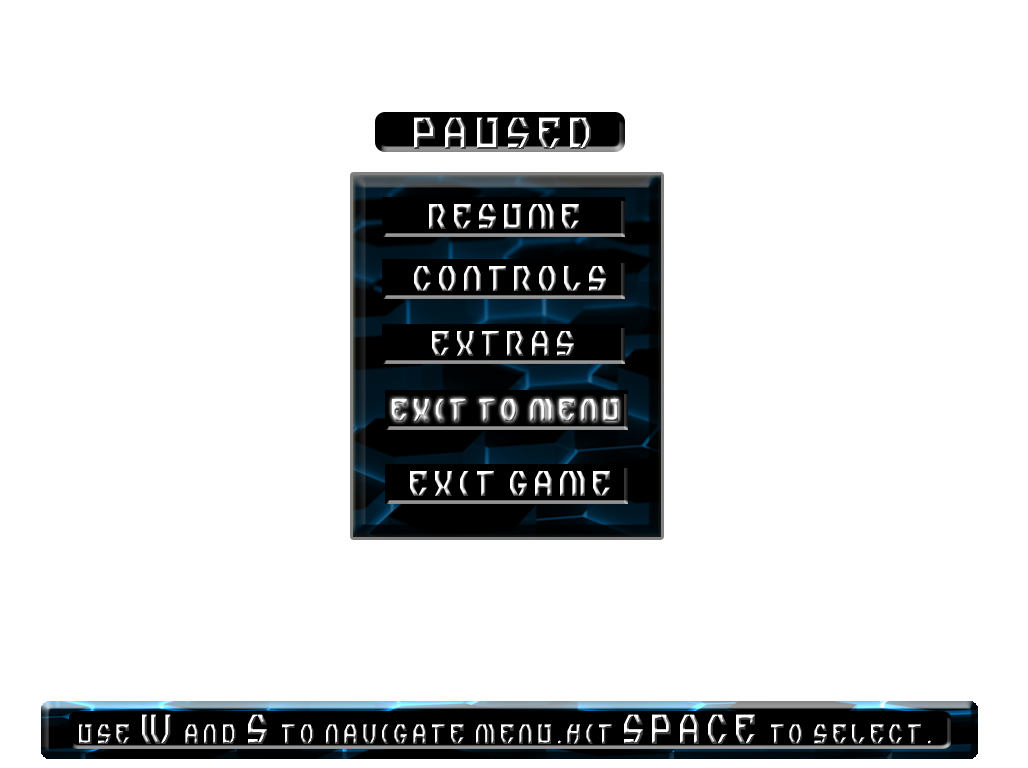 PAUSED
RESUME
CONTROLS
EXTRAS
EXIT TO MENU
EXIT GAME
USE W AND S TO NAVIGATE MENU.HIT SPACE TO SELECT.